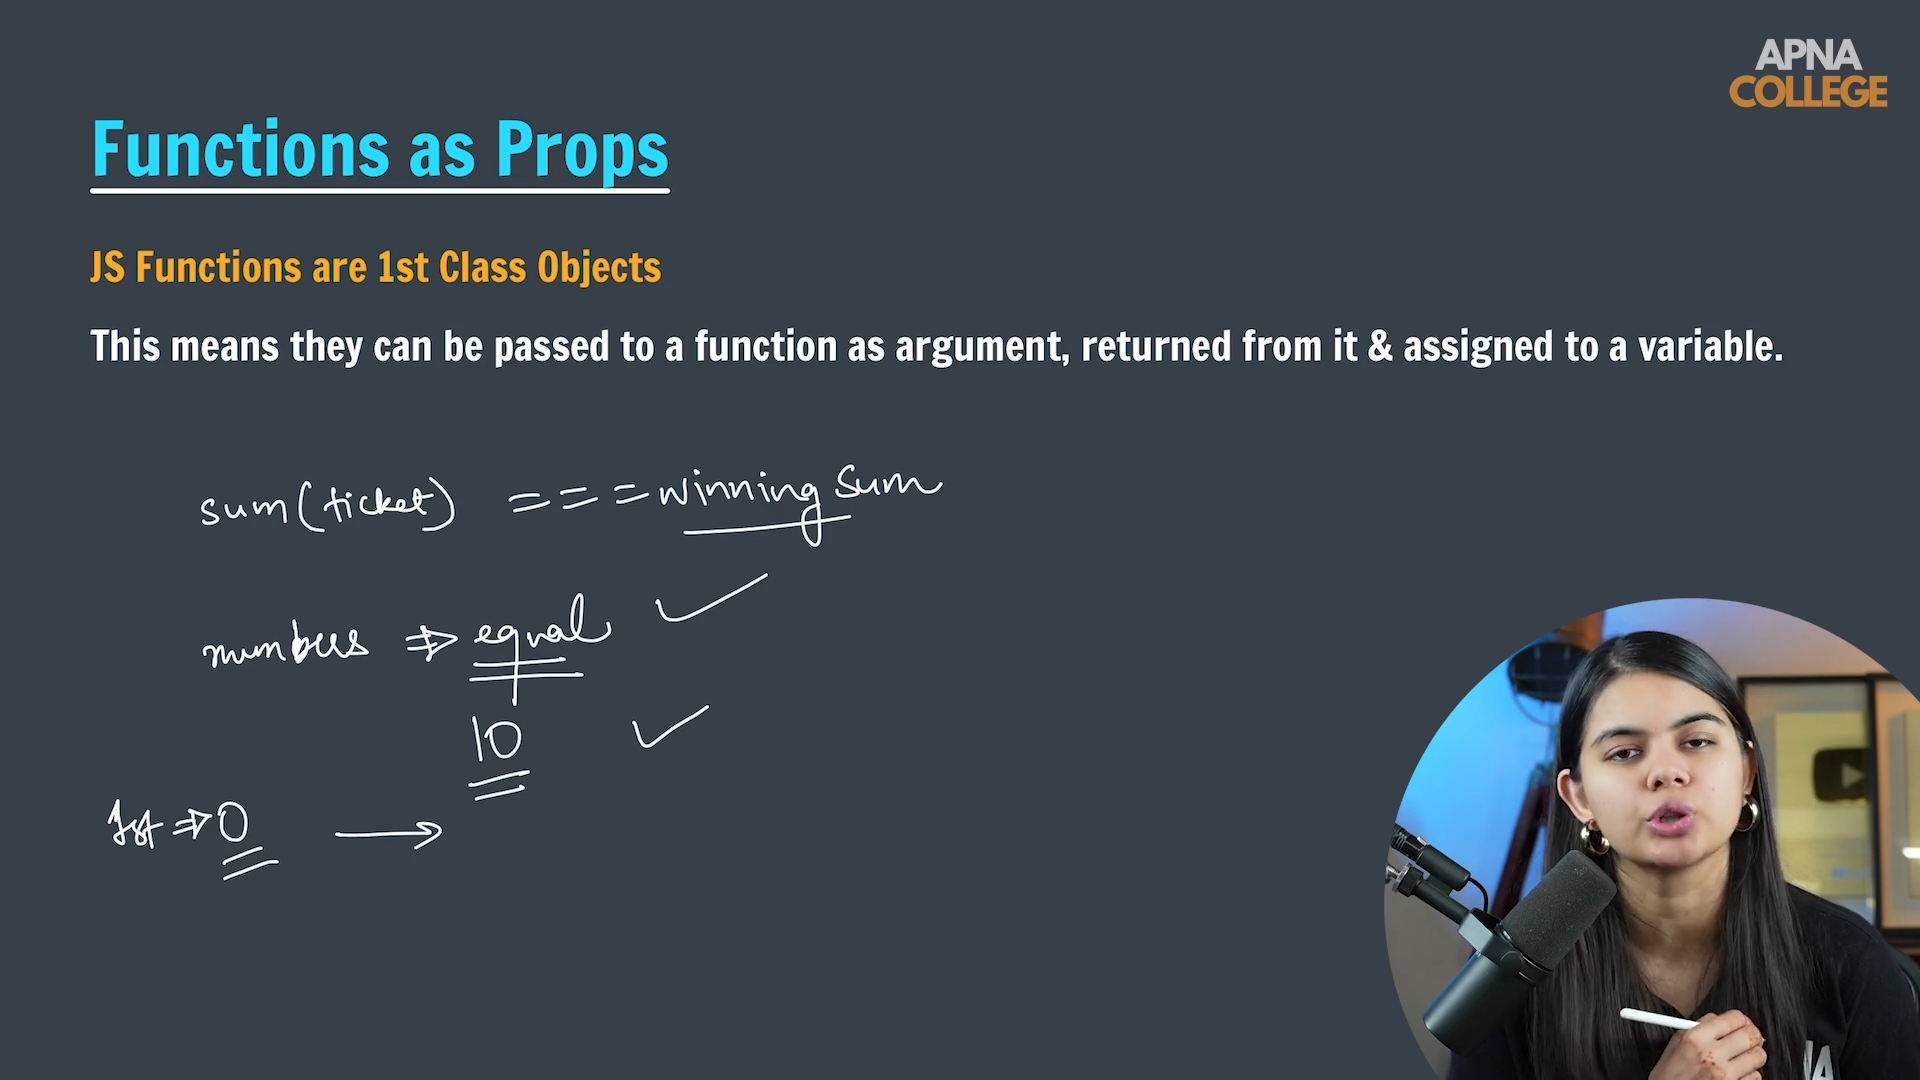 APNA
COLLEGE
Functions as Props
JS Functions are 1st Class Objects
This means they can be passed to a function as argument, returned from it & assigned to a variable.
sum(ticket) === winning sum
numbers ⇒ equal ✓
10 ✓
1st ⇒ 0 →